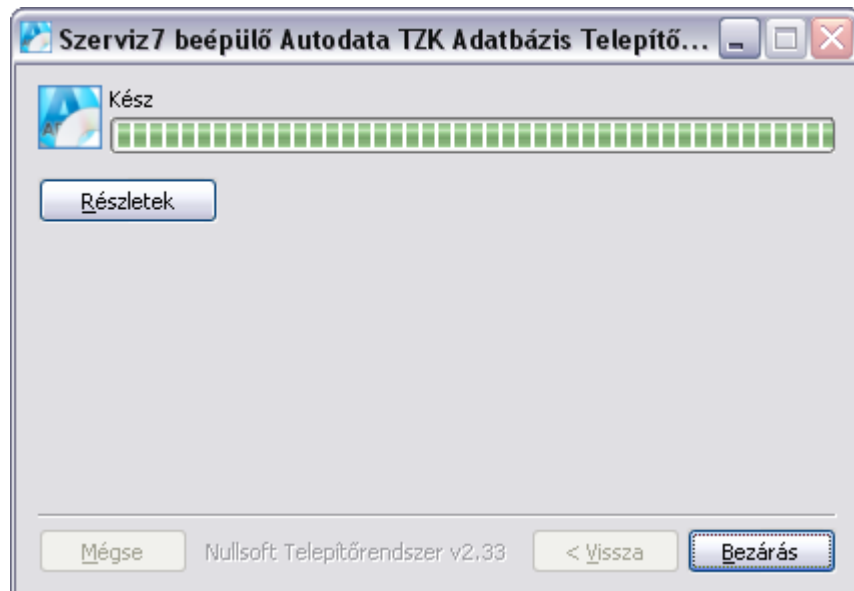 Szerviz7 beépülő Autodata TZK Adatbázis Telepítő...
Kész
Részletek
Mégse
Nullsoft Telepítőrendszer v2.33
< Vissza
Bezárás